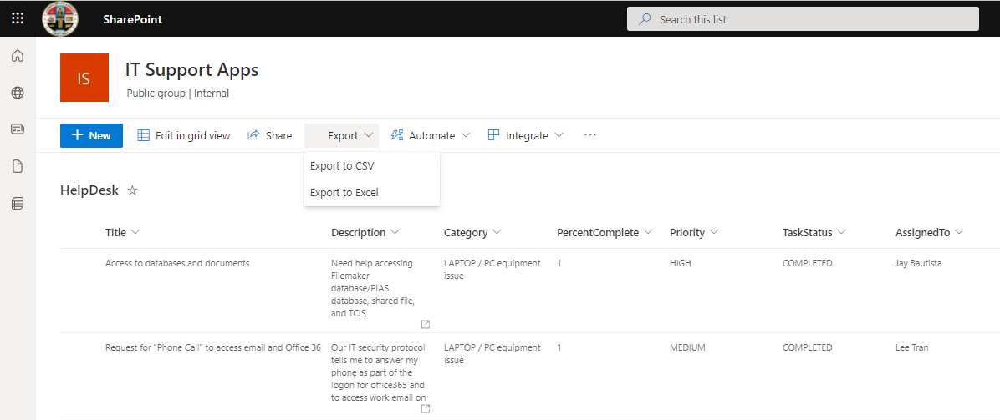 SharePoint
Search this list
IS
IT Support Apps
Public group | Internal
New
Edit in grid view
Share
Export
Automate
Integrate
Export to CSV
Export to Excel
HelpDesk
Title
Description
Category
PercentComplete
Priority
TaskStatus
AssignedTo
Access to databases and documents
Need help accessing
Filemaker
database/PIAS
database, shared file,
and TCIS
LAPTOP / PC equipment
issue
1
HIGH
COMPLETED
Jay Bautista
Request for "Phone Call" to access email and Office 36
Our IT security protocol
tells me to answer my
phone as part of the
logon for office365 and
to access work email on
LAPTOP / PC equipment
issue
1
MEDIUM
COMPLETED
Lee Tran